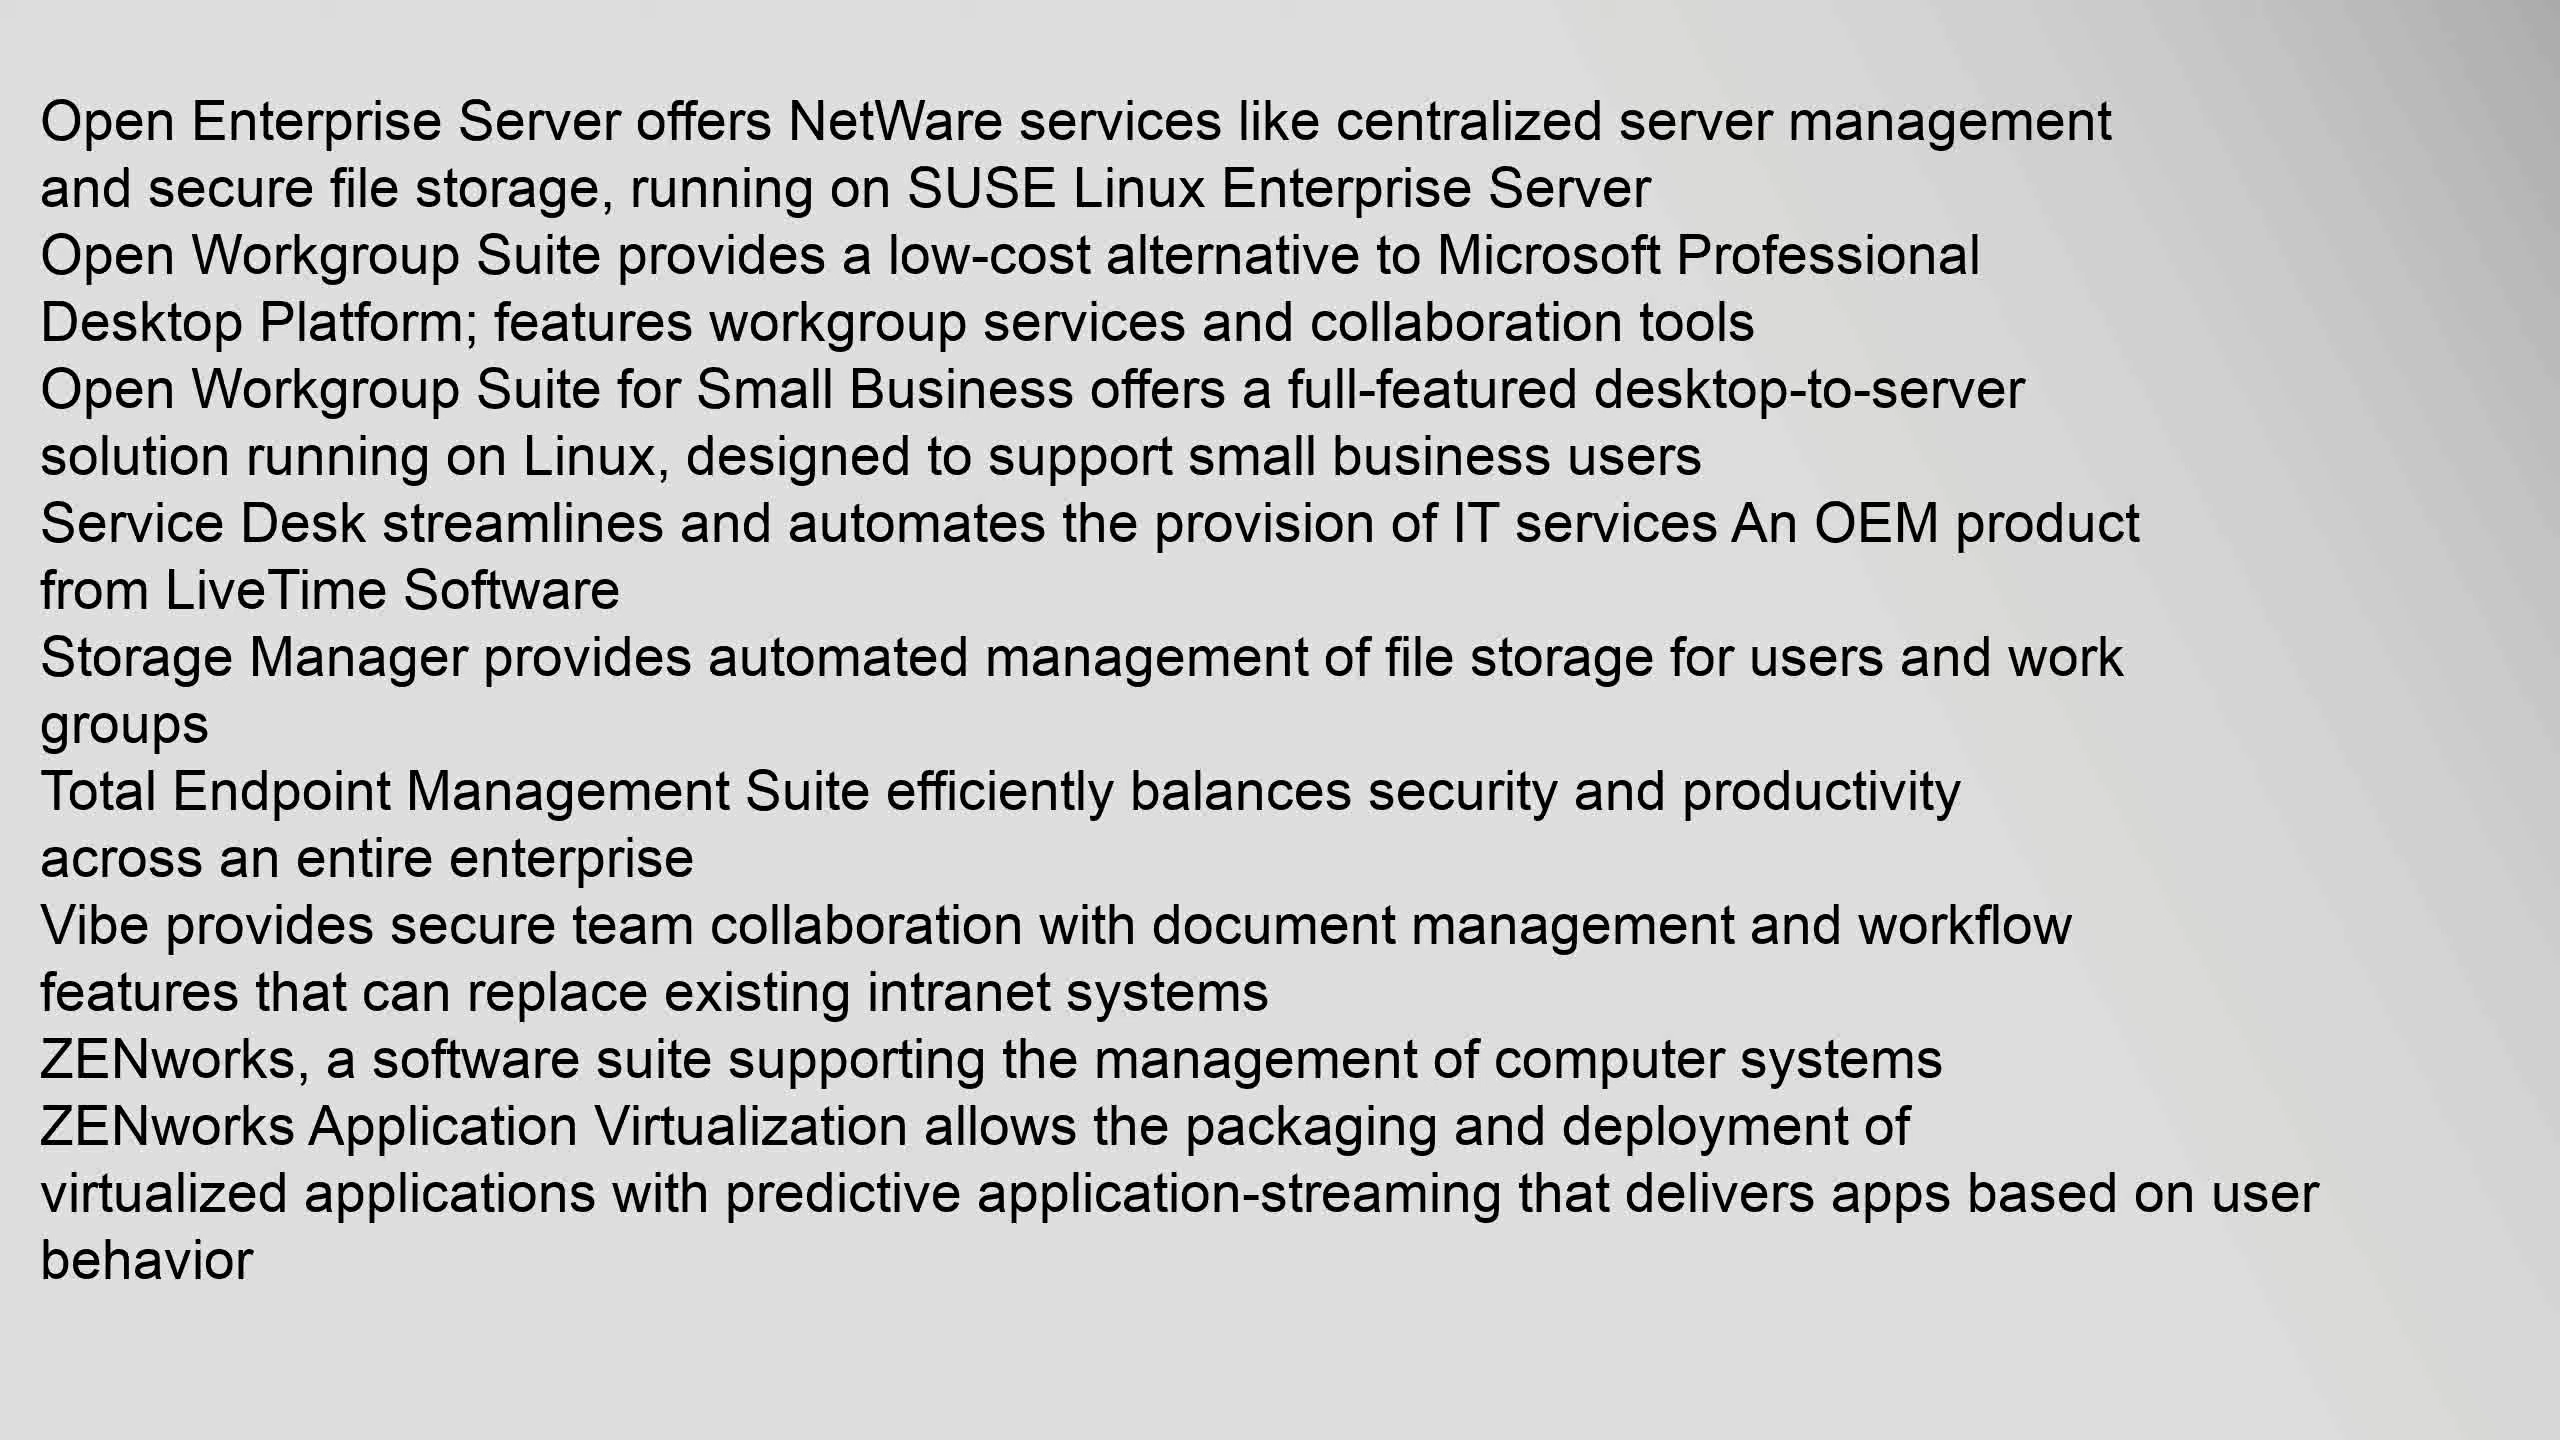 Open Enterprise Server offers NetWare services like centralized server management
and secure file storage, running on SUSE Linux Enterprise Server
Open Workgroup Suite provides a low-cost alternative to Microsoft Professional
Desktop Platform; features workgroup services and collaboration tools
Open Workgroup Suite for Small Business offers a full-featured desktop-to-server
solution running on Linux, designed to support small business users
Service Desk streamlines and automates the provision of IT services An OEM product
from LiveTime Software
Storage Manager provides automated management of file storage for users and work
groups
Total Endpoint Management Suite efficiently balances security and productivity
across an entire enterprise
Vibe provides secure team collaboration with document management and workflow
features that can replace existing intranet systems
ZENworks, a software suite supporting the management of computer systems
ZENworks Application Virtualization allows the packaging and deployment of
virtualized applications with predictive application-streaming that delivers apps based on user
behavior